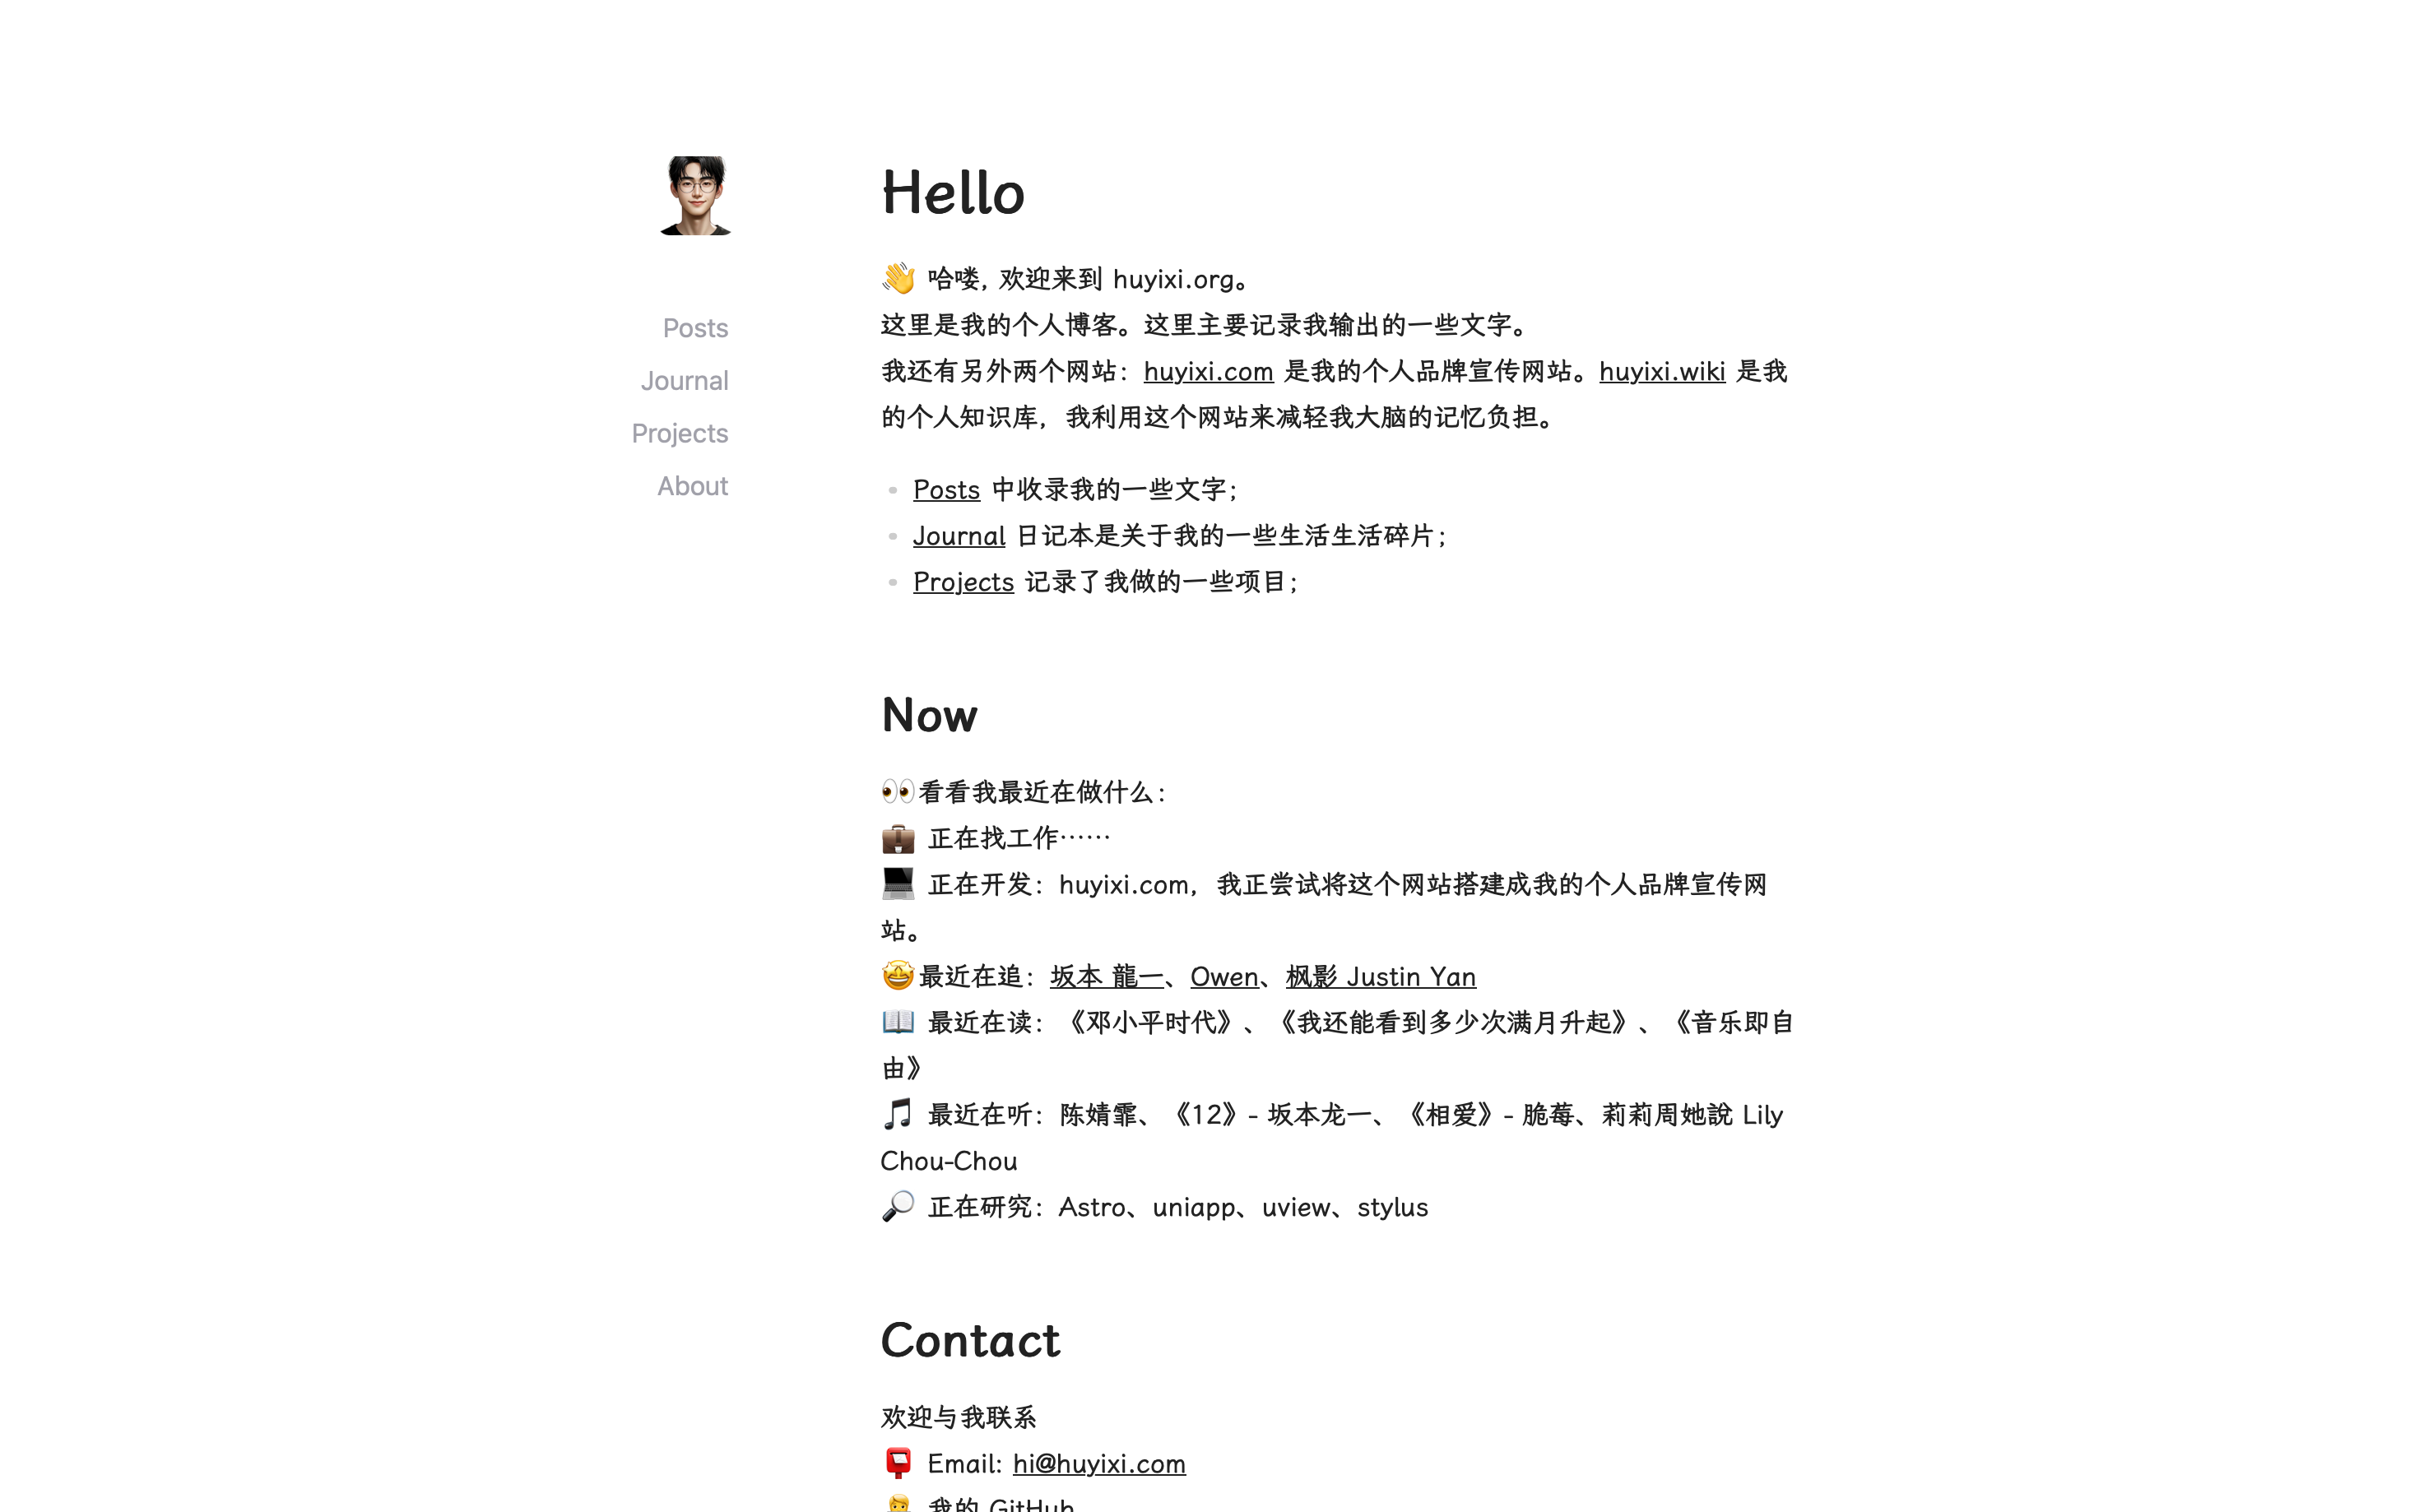 Posts
Journal
Projects
About
Hello
👋 哈喽, 欢迎来到 huyixi.org。
这里是我的个人博客。这里主要记录我输出的一些文字。
我还有另外两个网站：huyixi.com 是我的个人品牌宣传网站。huyixi.wiki 是我
的个人知识库，我利用这个网站来减轻我大脑的记忆负担。
Posts 中收录我的一些文字；
Journal 日记本是关于我的一些生活生活碎片；
Projects 记录了我做的一些项目；
Now
👀看看我最近在做什么：
💼 正在找工作……
💻 正在开发：huyixi.com，我正尝试将这个网站搭建成我的个人品牌宣传网
站。
🤩最近在追：坂本 龍一、Owen、枫影 Justin Yan
📖 最近在读：《邓小平时代》、《我还能看到多少次满月升起》、《音乐即自
由》
🎵 最近在听：陈婧霏、《12》- 坂本龙一、《相爱》- 脆莓、莉莉周她說 Lily
Chou-Chou
🔎 正在研究：Astro、uniapp、uview、stylus
Contact
欢迎与我联系
📮 Email: hi@huyixi.com
我的 GitHub